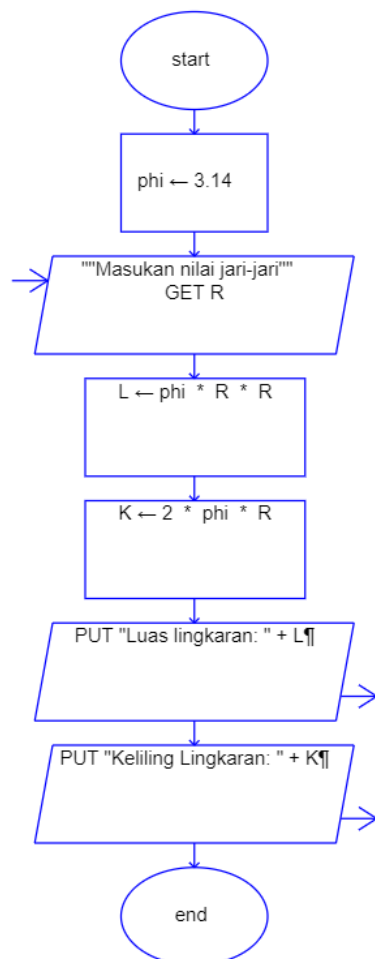 start
phi ← 3.14
""Masukan nilai jari-jari""
GET R
L ← phi * R * R
K ← 2 * phi * R
PUT "Luas lingkaran: " + L¶
PUT "Keliling Lingkaran: " + K¶
end